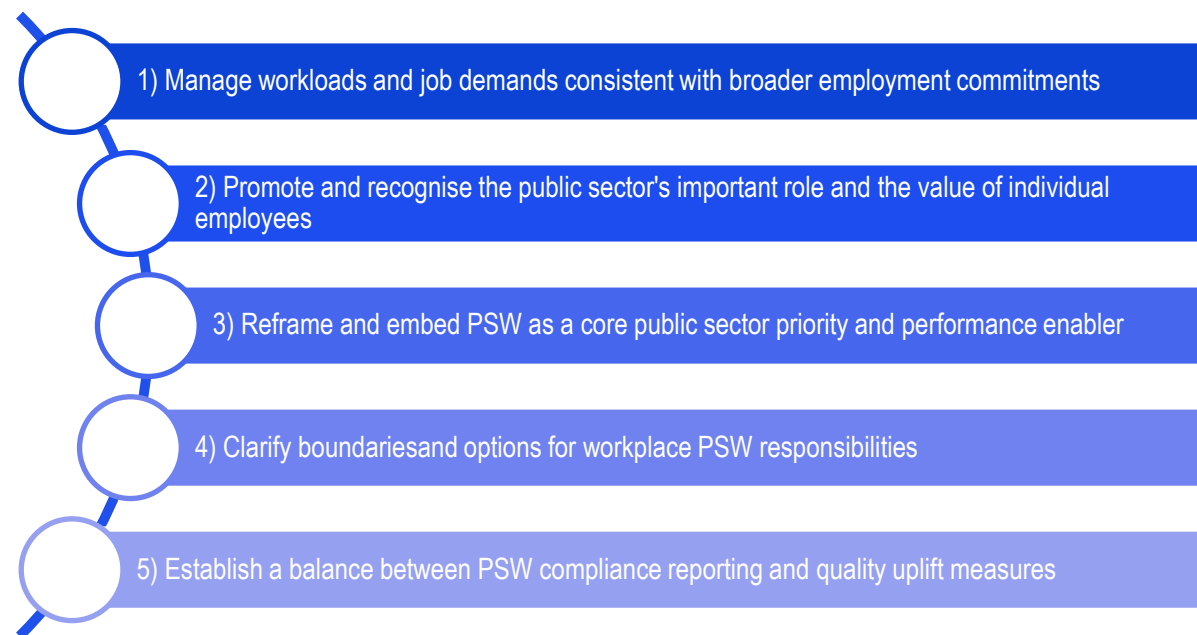 1) Manage workloads and job demands consistent with broader employment commitments
2) Promote and recognise the public sector's important role and the value of individual
employees
3) Reframe and embed PSW as a core public sector priority and performance enabler
4) Clarify boundariesand options for workplace PSW responsibilities
5) Establish a balance between PSW compliance reporting and quality uplift measures